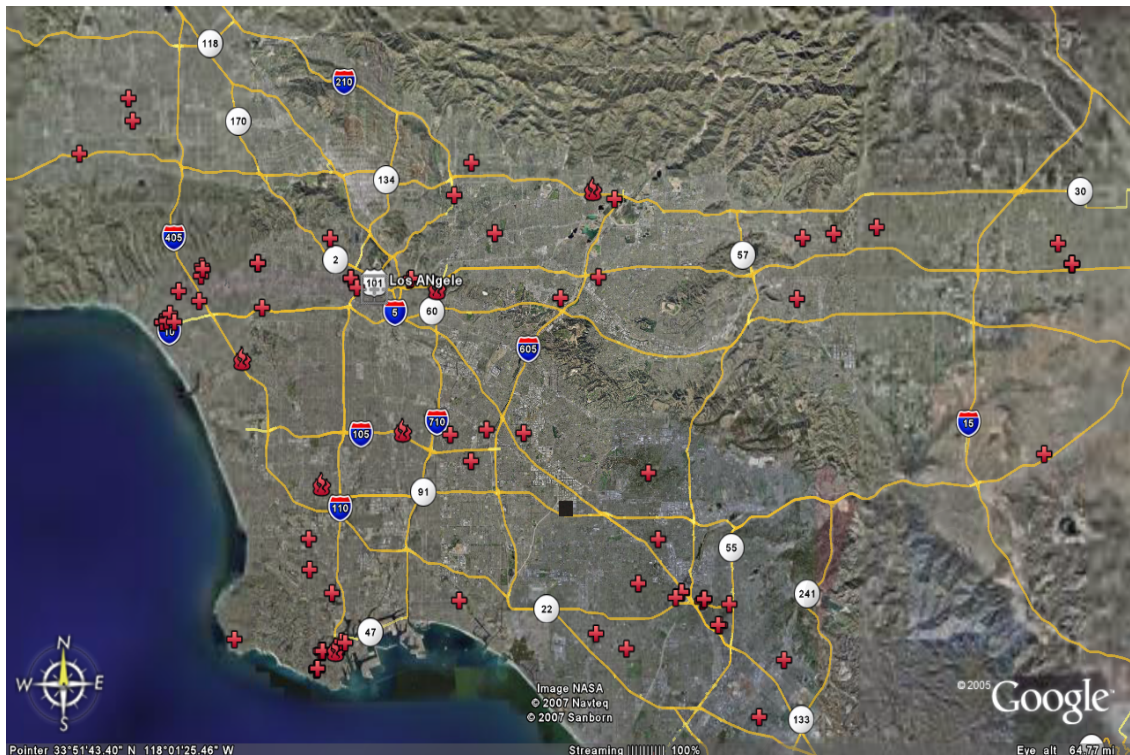 118
210
170
134
30
405
2
57
101 Los ANgele
5
60
10
605
15
105
710
91
110
55
241
22
47
133
N
W E
S
Image NASA
© 2007 Navteq
© 2007 Sanborn
© 2005 Google™
Pointer 33°51'43.40" N 118°01'25.46" W
Streaming |||||||||| 100%
Eye alt 64.77 mi